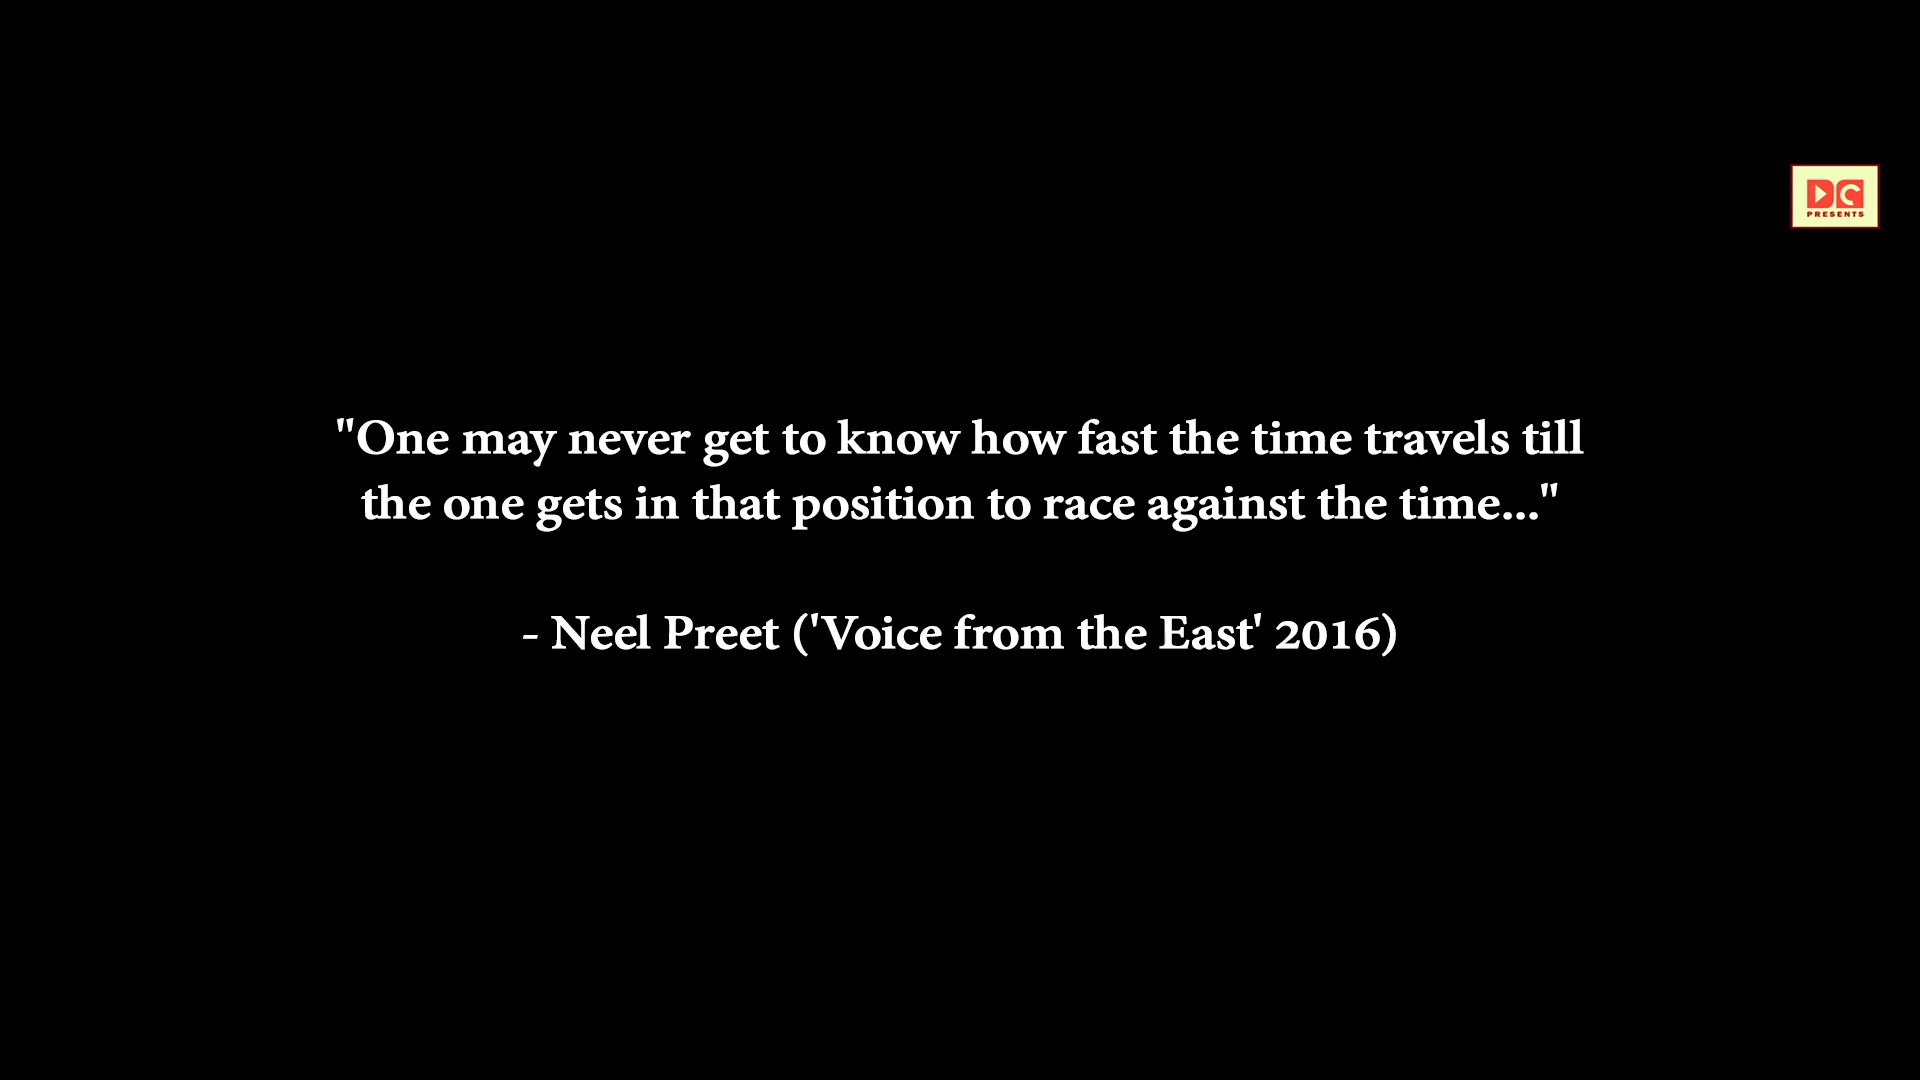 DC
PRESENTS
"One may never get to know how fast the time travels till
the one gets in that position to race against the time..."
- Neel Preet ('Voice from the East' 2016)